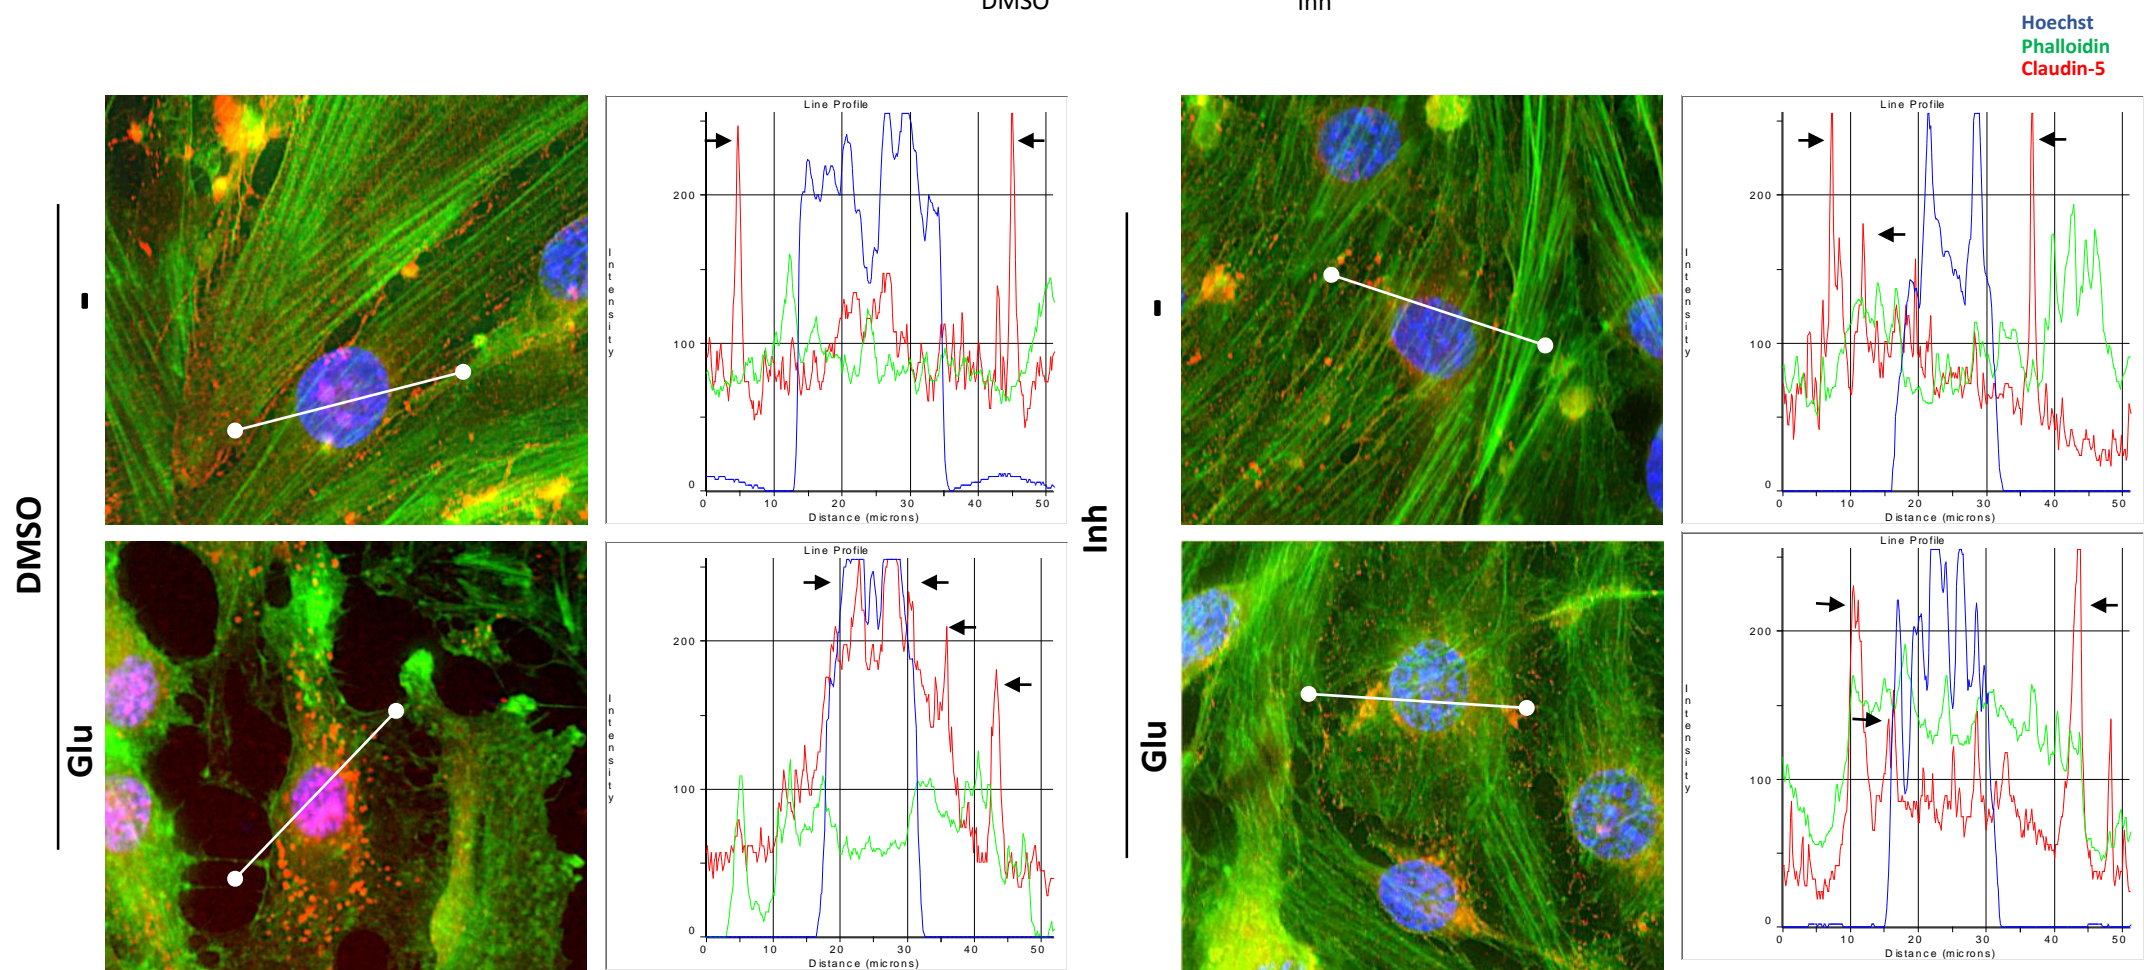 DMSO Inh
Hoechst
Phalloidin
Claudin-5
DMSO
-
Line Profile
Intensity
200
100
0
0 10 20 30 40 50
Distance (microns)
Glu
Line Profile
Intensity
200
100
0
0 10 20 30 40 50
Distance (microns)
Inh
-
Line Profile
Intensity
200
100
0
0 10 20 30 40 50
Distance (microns)
Glu
Line Profile
Intensity
200
100
0
0 10 20 30 40 50
Distance (microns)